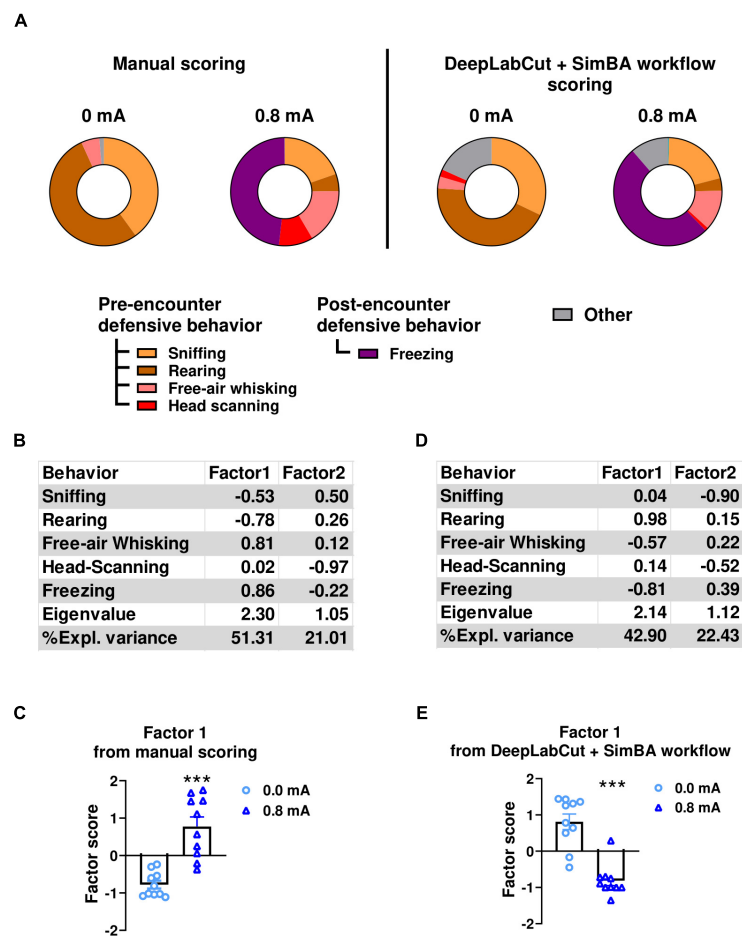 A
Manual scoring
DeepLabCut + SimBA workflow
scoring
0 mA
0.8 mA
0 mA
0.8 mA
Pre-encounter
defensive behavior
Sniffing
Rearing
Free-air whisking
Head scanning
Post-encounter
defensive behavior
Freezing
Other
B
Behavior Factor1 Factor2
Sniffing -0.53 0.50
Rearing -0.78 0.26
Free-air Whisking 0.81 0.12
Head-Scanning 0.02 -0.97
Freezing 0.86 -0.22
Eigenvalue 2.30 1.05
%Expl. variance 51.31 21.01
D
Behavior Factor1 Factor2
Sniffing 0.04 -0.90
Rearing 0.98 0.15
Free-air Whisking -0.57 0.22
Head-Scanning 0.14 -0.52
Freezing -0.81 0.39
Eigenvalue 2.14 1.12
%Expl. variance 42.90 22.43
C
Factor 1
from manual scoring
***
0.0 mA
0.8 mA
Factor score
2
1
0
-1
-2
E
Factor 1
from DeepLabCut + SimBA workflow
***
0.0 mA
0.8 mA
Factor score
2
1
0
-1
-2